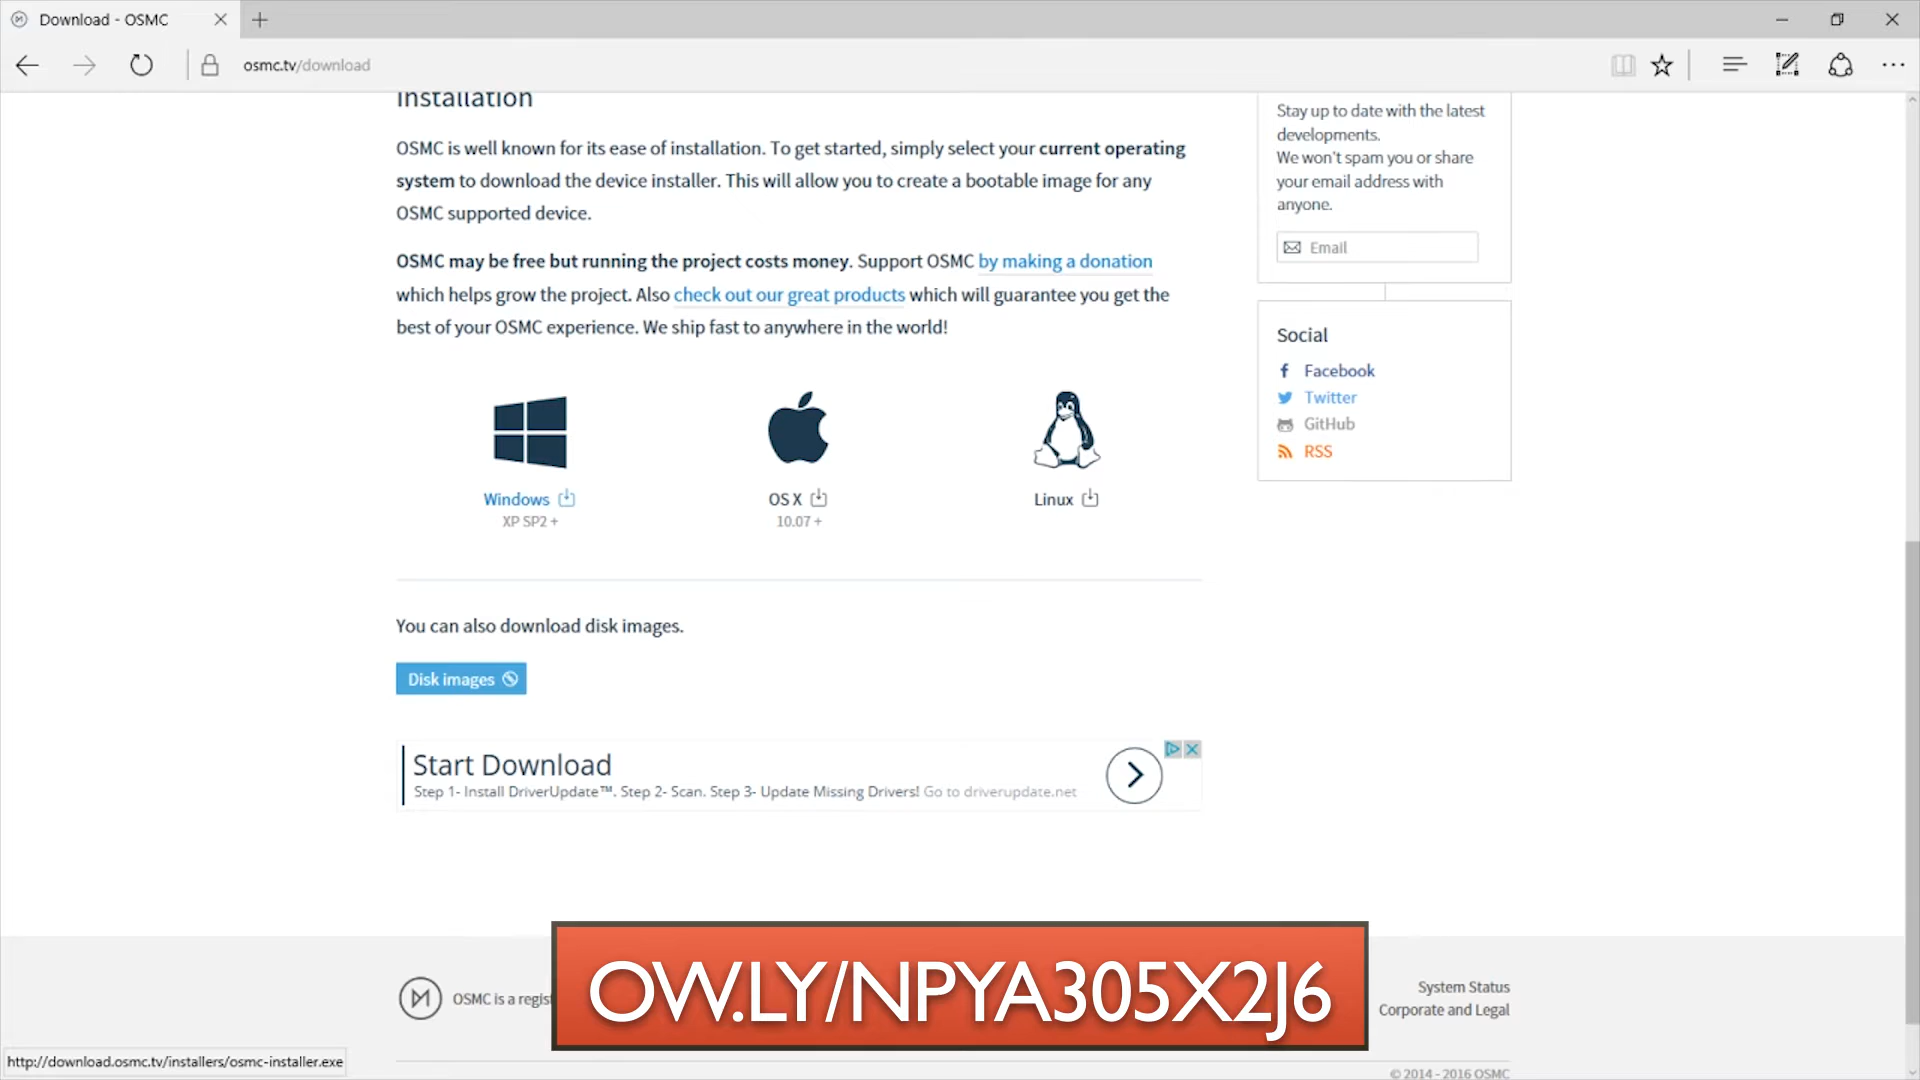 Download - OSMC
osmc.tv/download
Installation
OSMC is well known for its ease of installation. To get started, simply select your current operating
system to download the device installer. This will allow you to create a bootable image for any
OSMC supported device.
OSMC may be free but running the project costs money. Support OSMC by making a donation
which helps grow the project. Also check out our great products which will guarantee you get the
best of your OSMC experience. We ship fast to anywhere in the world!
Windows
XP SP2 +
OS X
10.07 +
Linux
You can also download disk images.
Disk images
Start Download
Step 1- Install DriverUpdate™. Step 2- Scan. Step 3- Update Missing Drivers! Go to driverupdate.net
Stay up to date with the latest
developments.
We won't spam you or share
your email address with
anyone.
Email
Social
Facebook
Twitter
GitHub
RSS
OSMC is a regist
OW.LY/NPYA305X2J6
System Status
Corporate and Legal
http://download.osmc.tv/installers/osmc-installer.exe
© 2014 - 2016 OSMC